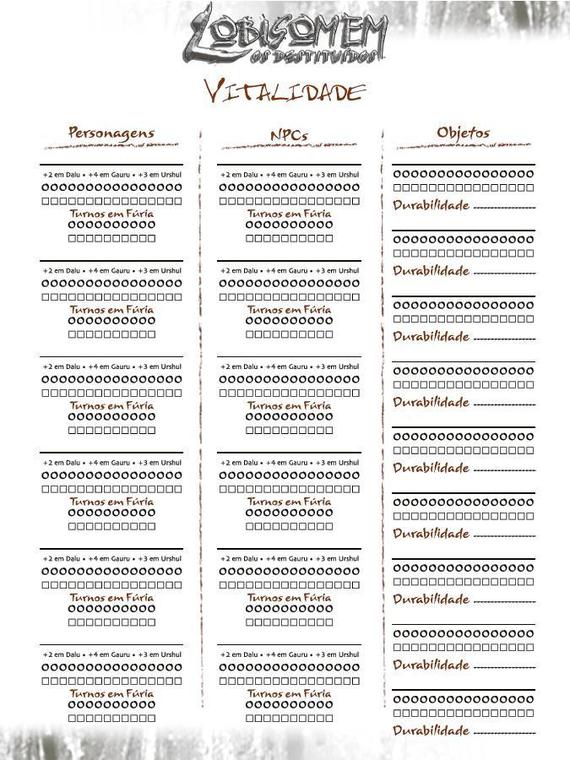 LOBISOMEM
OS DESTITUÍDOS
VITALIDADE
Personagens
+2 em Dalu • +4 em Gauru • +3 em Urshul
Turnos em Fúria
+2 em Dalu • +4 em Gauru • +3 em Urshul
Turnos em Fúria
+2 em Dalu • +4 em Gauru • +3 em Urshul
Turnos em Fúria
+2 em Dalu • +4 em Gauru • +3 em Urshul
Turnos em Fúria
+2 em Dalu • +4 em Gauru • +3 em Urshul
Turnos em Fúria
+2 em Dalu • +4 em Gauru • +3 em Urshul
Turnos em Fúria
NPCs
+2 em Dalu • +4 em Gauru • +3 em Urshul
Turnos em Fúria
+2 em Dalu • +4 em Gauru • +3 em Urshul
Turnos em Fúria
+2 em Dalu • +4 em Gauru • +3 em Urshul
Turnos em Fúria
+2 em Dalu • +4 em Gauru • +3 em Urshul
Turnos em Fúria
+2 em Dalu • +4 em Gauru • +3 em Urshul
Turnos em Fúria
+2 em Dalu • +4 em Gauru • +3 em Urshul
Turnos em Fúria
Objetos
Durabilidade
Durabilidade
Durabilidade
Durabilidade
Durabilidade
Durabilidade
Durabilidade
Durabilidade
Durabilidade